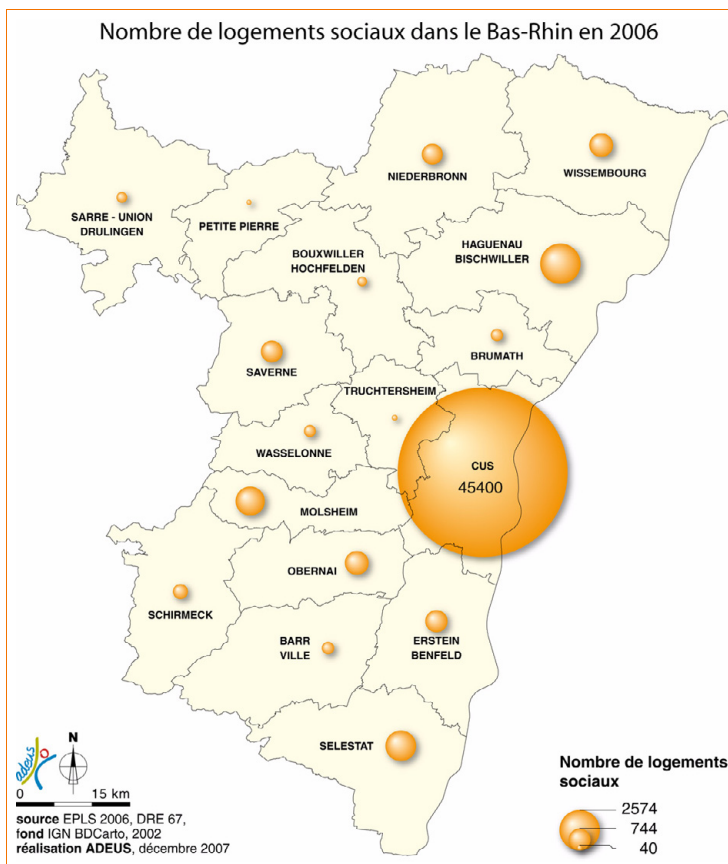 Nombre de logements sociaux dans le Bas-Rhin en 2006
NIEDERBRONN
WISSEMBOURG
SARRE - UNION
DRULINGEN
PETITE PIERRE
BOUXWILLER
HOCHFELDEN
HAGUENAU
BISCHWILLER
SAVERNE
BRUMATH
TRUCHTERSHEIM
WASSELONNE
CUS
45400
MOLSHEIM
OBERNAI
SCHIRMECK
BARR
VILLE
ERSTEIN
BENFELD
SELESTAT
adeus
N
0 15 km
source EPLS 2006, DRE 67,
fond IGN BDCarto, 2002
réalisation ADEUS, décembre 2007
Nombre de logements
sociaux
2574
744
40